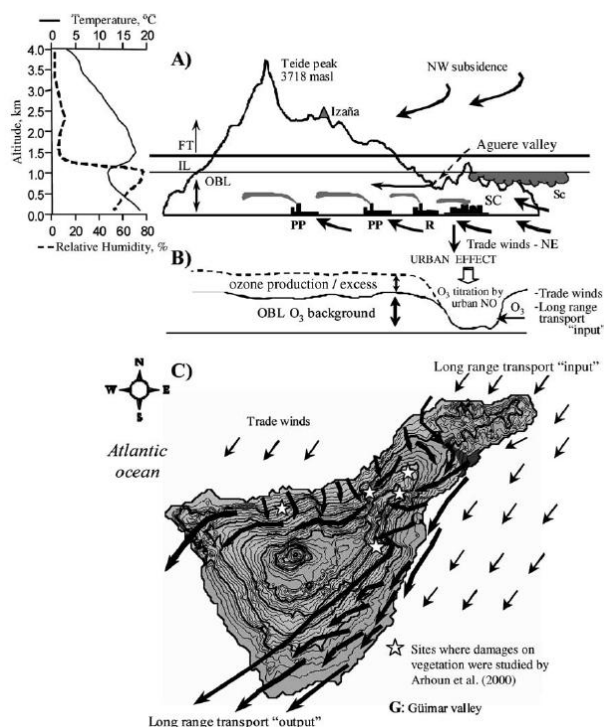 Temperature, ºC
0 5 10 15 20
4.0
3.5
3.0
2.5
2.0
1.5
1.0
0.5
0.0
Altitude, km
0 20 40 60 80
Relative Humidity, %
A)
Teide peak
3718 masl
Izaña
NW subsidence
Aguere valley
FT
IL
OBL
SC
Sc
PP
PP
R
Trade winds - NE
URBAN EFFECT
B)
ozone production / excess
OBL O3 background
O3 titration by
urban NO
O3
-Trade winds
-Long range
transport
"input"
C)
N
W E
S
Long range transport "input"
Trade winds
Atlantic
ocean
Sites where damages on
vegetation were studied by
Arhoun et al. (2000)
G: Güimar valley
Long range transport "output"